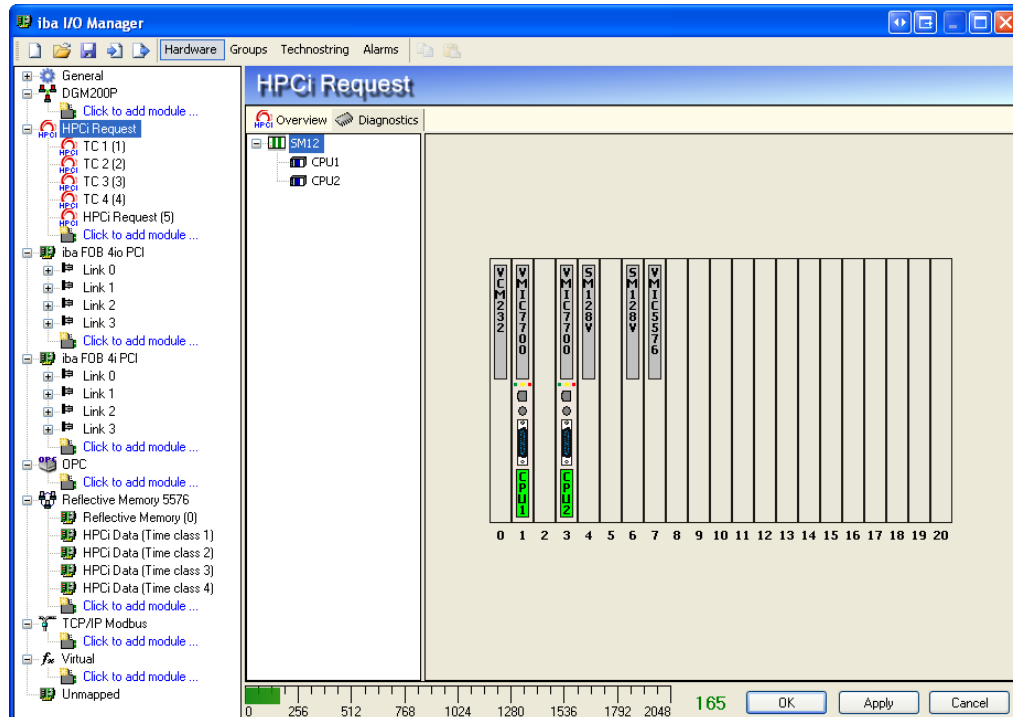 iba I/O Manager
Hardware Groups Technostring Alarms
General
DGM200P
Click to add module ...
HPCi Request
HPCI TC 1 (1)
HPCI TC 2 (2)
HPCI TC 3 (3)
HPCI TC 4 (4)
HPCI HPCi Request (5)
Click to add module ...
iba FOB 4io PCI
Link 0
Link 1
Link 2
Link 3
Click to add module ...
iba FOB 4i PCI
Link 0
Link 1
Link 2
Link 3
Click to add module ...
OPC OPC
Click to add module ...
Reflective Memory 5576
Reflective Memory (0)
HPCi Data (Time class 1)
HPCi Data (Time class 2)
HPCi Data (Time class 3)
HPCi Data (Time class 4)
Click to add module ...
TCP/IP Modbus
Click to add module ...
fx Virtual
Click to add module ...
Unmapped
HPCi Request
HPCI Overview Diagnostics
SM12
CPU1
CPU2
VCM232
VMIC7700
VMIC7700
SM128V
SM128V
VMIC5576
CPU1
CPU2
0 1 2 3 4 5 6 7 8 9 10 11 12 13 14 15 16 17 18 19 20
0 256 512 768 1024 1280 1536 1792 2048
165 OK Apply Cancel